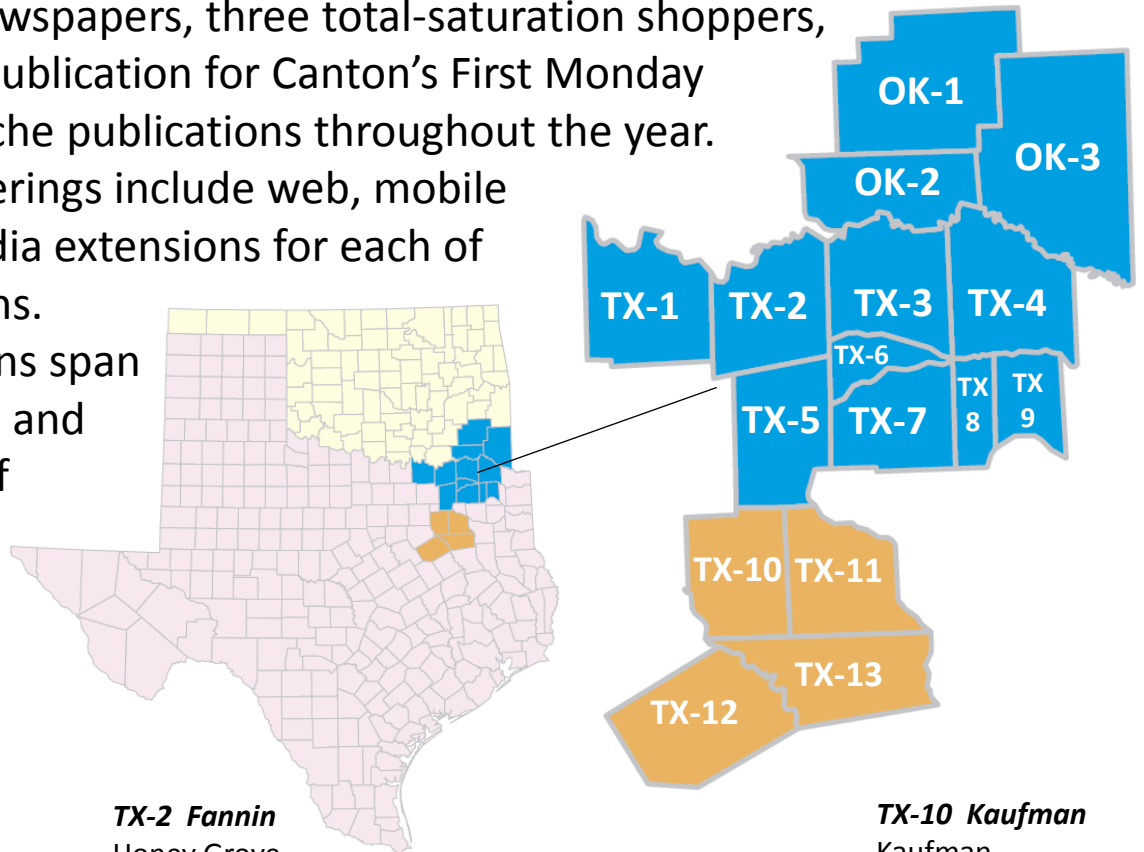 wspapers, three total-saturation shoppers,
ublication for Canton’s First Monday
che publications throughout the year.
erings include web, mobile
dia extensions for each of
ns.
ns span
and
f
OK-1
OK-3
OK-2
TX-1
TX-2
TX-3
TX-4
TX-6
TX-5
TX-7
TX
8
TX
9
TX-10
TX-11
TX-13
TX-12
TX-2 Fannin
Honey Grove
TX-10 Kaufman
Kaufman